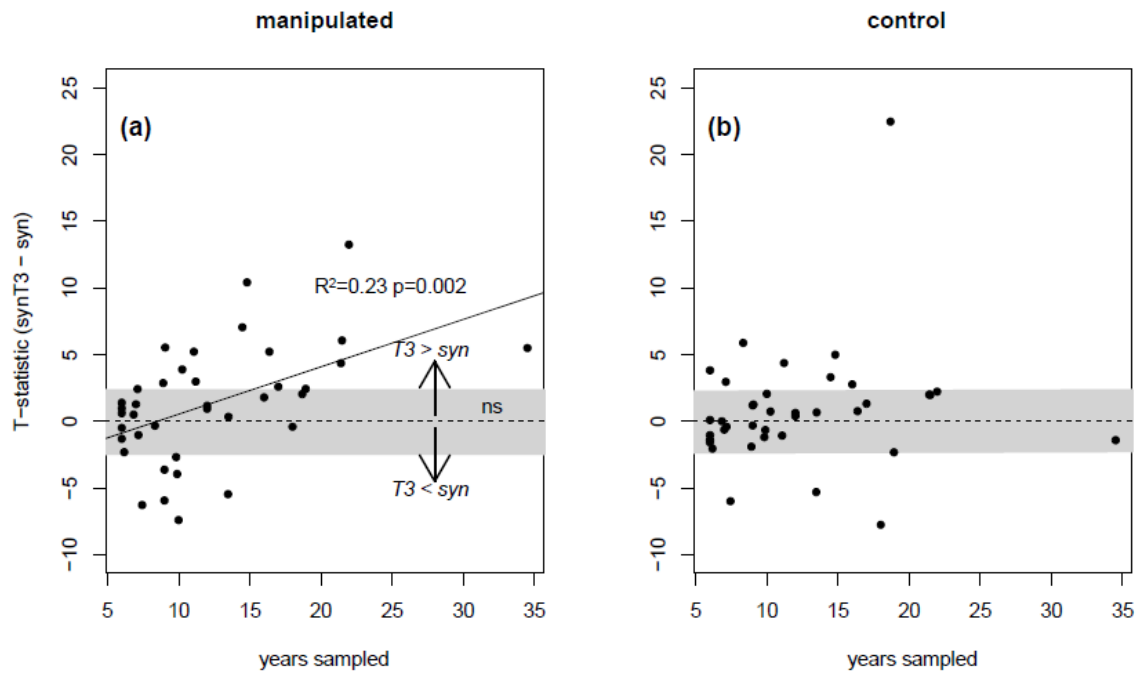 manipulated
control
T-statistic (synT3 − syn)
25
20
15
10
5
0
−5
−10
(a)
R²=0.23 p=0.002
T3 > syn
ns
T3 < syn
5 10 15 20 25 30 35
years sampled
25
20
15
10
5
0
−5
−10
(b)
5 10 15 20 25 30 35
years sampled